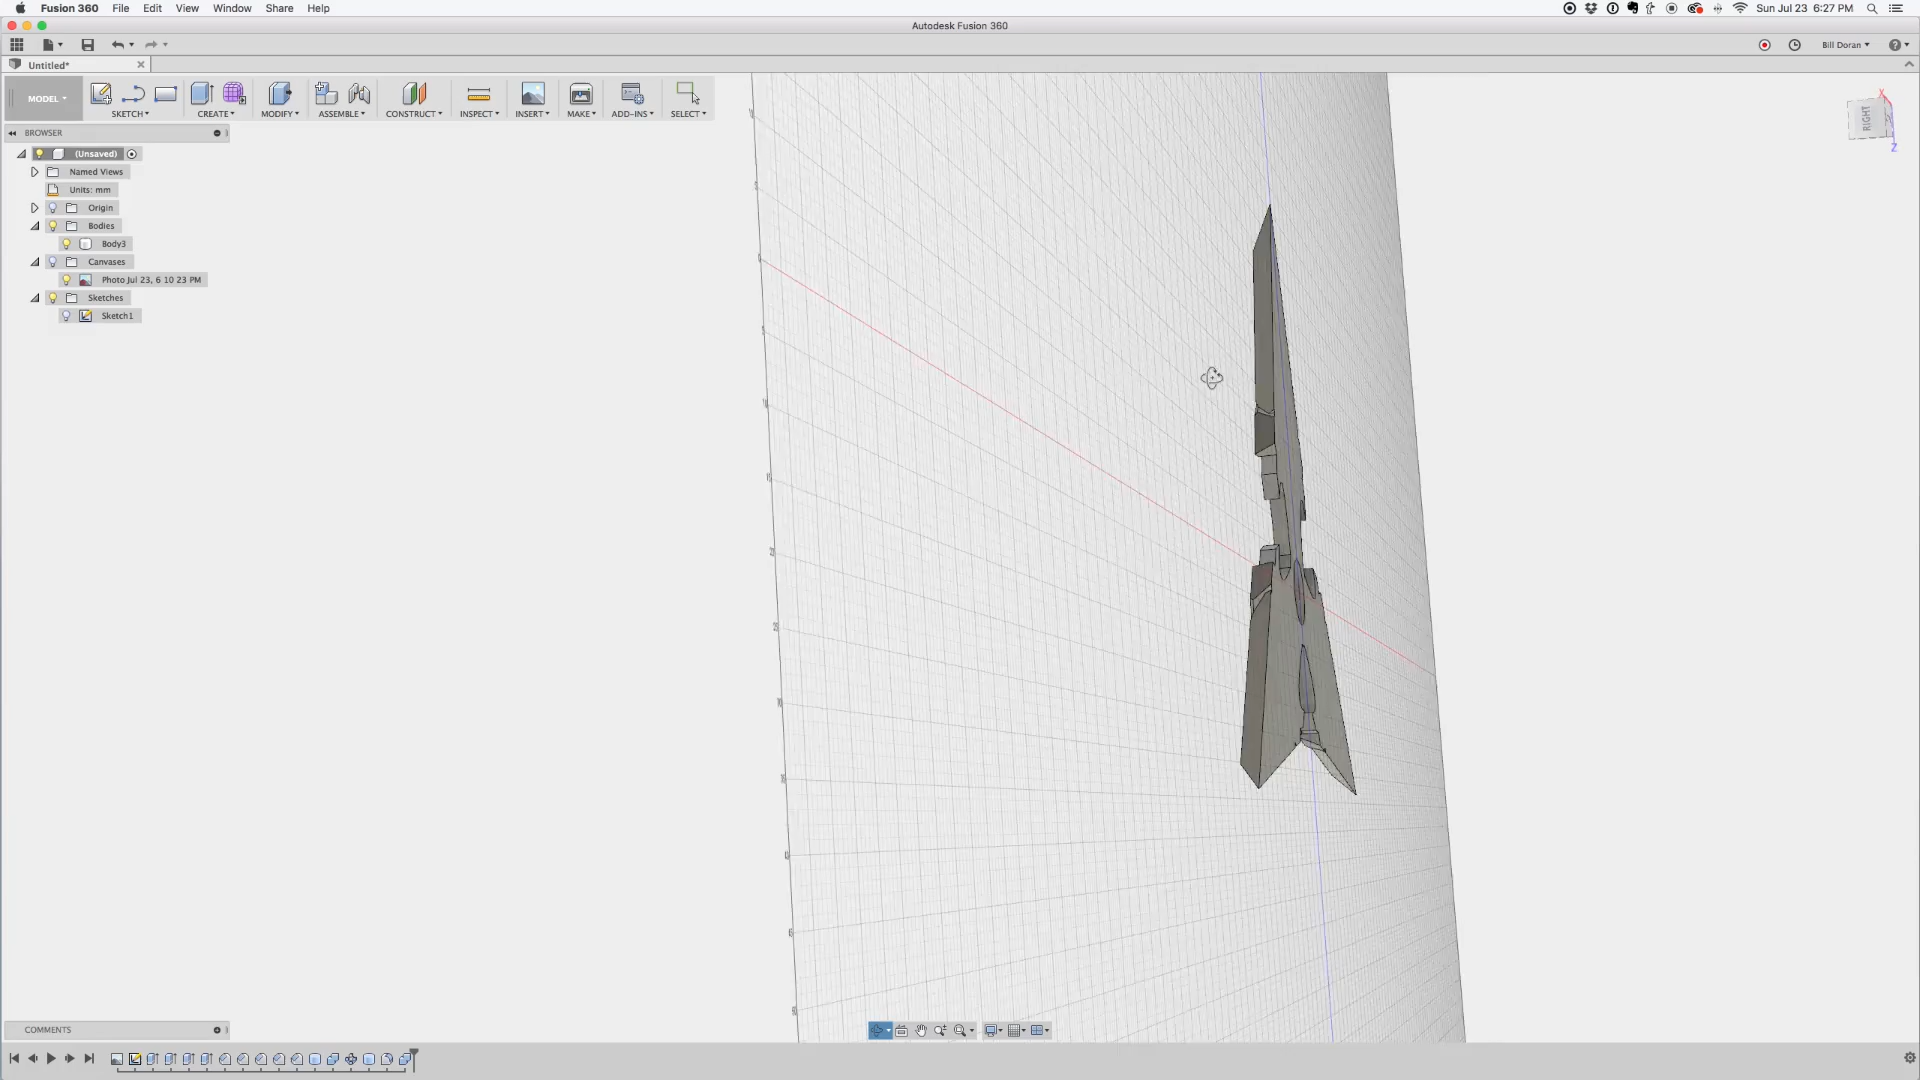 Fusion 360 File Edit View Window Share Help
Sun Jul 23 6:27 PM
Autodesk Fusion 360
Bill Doran
Untitled*
MODEL
SKETCH CREATE MODIFY ASSEMBLE CONSTRUCT INSPECT INSERT MAKE ADD-INS SELECT
X
RIGHT
Z
BROWSER
(Unsaved)
Named Views
Units: mm
Origin
Bodies
Body3
Canvases
Photo Jul 23, 6 10 23 PM
Sketches
Sketch1
COMMENTS